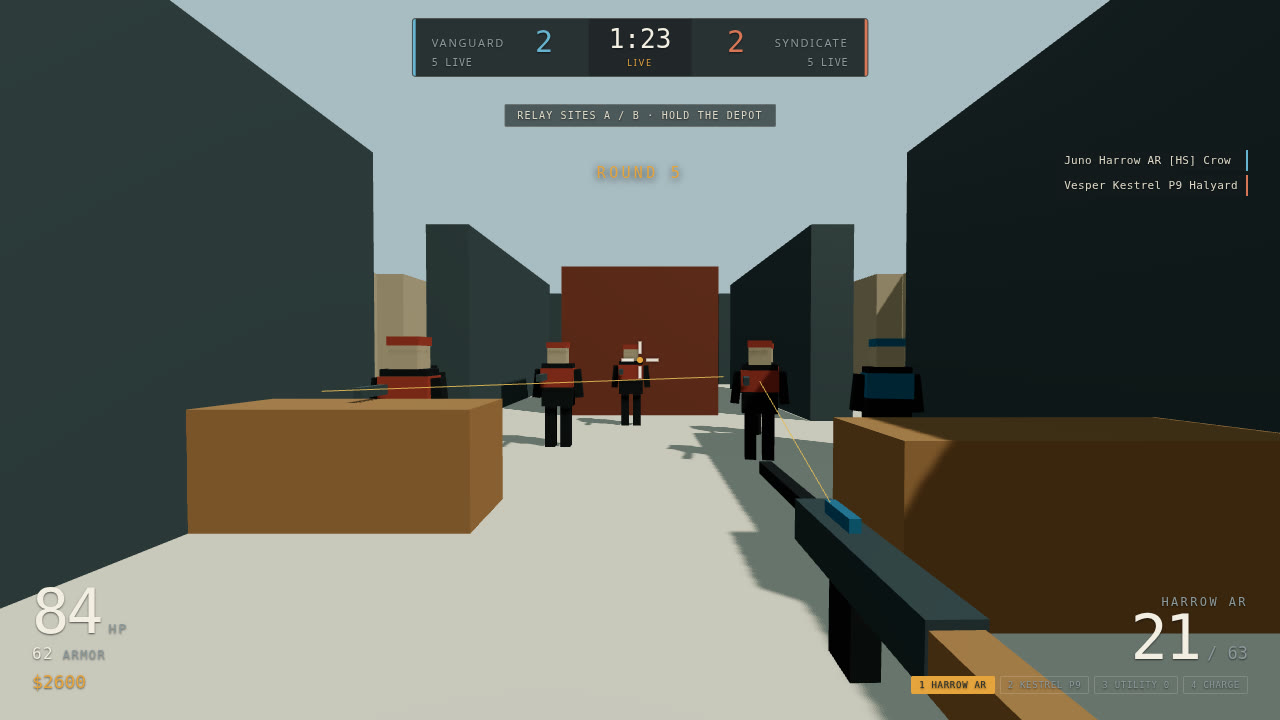 VANGUARD 2 1:23 2 SYNDICATE
5 LIVE LIVE 5 LIVE
RELAY SITES A / B · HOLD THE DEPOT
ROUND 5
Juno Harrow AR [HS] Crow
Vesper Kestrel P9 Halyard
84 HP
62 ARMOR
$2600
HARROW AR
21 / 63
1 HARROW AR 2 KESTREL P9 3 UTILITY 0 4 CHARGE